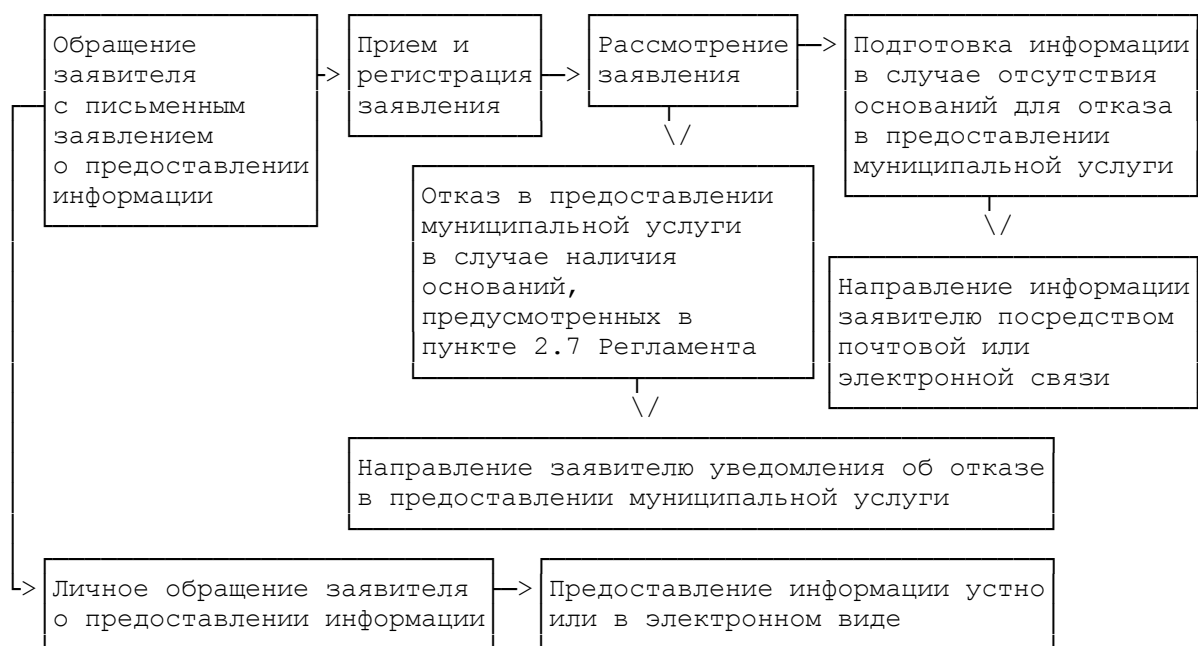 Обращение
заявителя
с письменным
заявлением
о предоставлении
информации
Прием и
регистрация
заявления
Рассмотрение
заявления
Подготовка информации
в случае отсутствия
оснований для отказа
в предоставлении
муниципальной услуги
Отказ в предоставлении
муниципальной услуги
в случае наличия
оснований,
предусмотренных в
пункте 2.7 Регламента
Направление информации
заявителю посредством
почтовой или
электронной связи
Направление заявителю уведомления об отказе
в предоставлении муниципальной услуги
Личное обращение заявителя
о предоставлении информации
Предоставление информации устно
или в электронном виде